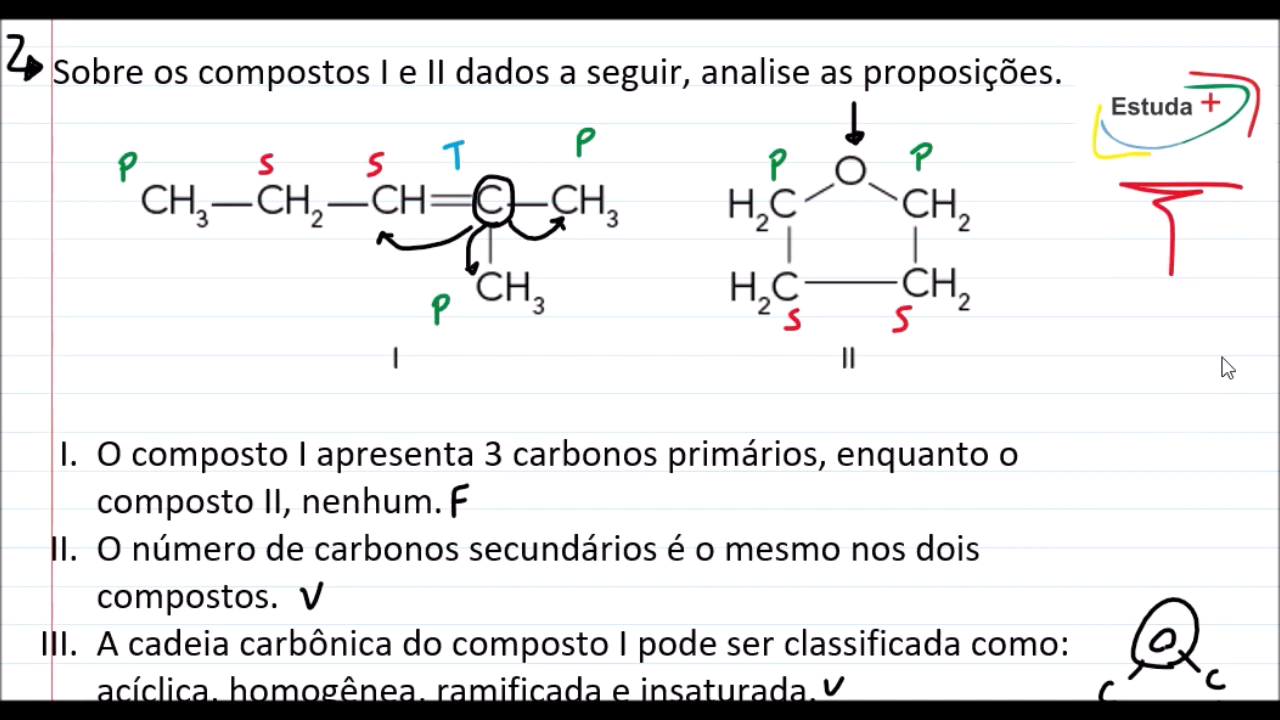 2 Sobre os compostos I e II dados a seguir, analise as proposições.
Estuda +
P S S T P
CH3—CH2—CH=C—CH3
CH3
P
I
O
P P
H2C CH2
H2C CH2
S S
II
T
I. O composto I apresenta 3 carbonos primários, enquanto o
composto II, nenhum. F
II. O número de carbonos secundários é o mesmo nos dois
compostos. V
III. A cadeia carbônica do composto I pode ser classificada como:
acíclica, homogênea, ramificada e insaturada. V
O
C C